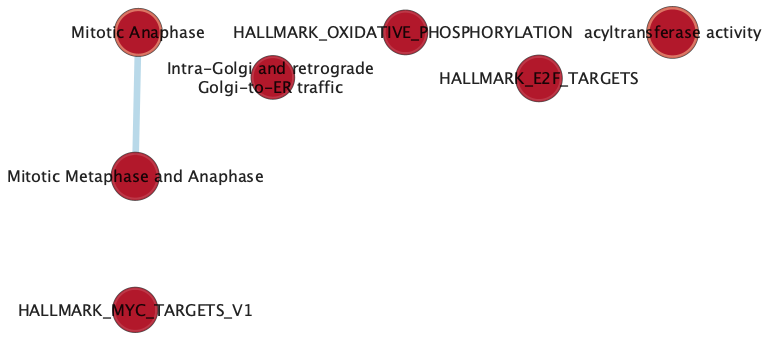 Mitotic Anaphase
HALLMARK_OXIDATIVE_PHOSPHORYLATION
acyltransferase activity
Intra-Golgi and retrograde
Golgi-to-ER traffic
HALLMARK_E2F_TARGETS
Mitotic Metaphase and Anaphase
HALLMARK_MYC_TARGETS_V1